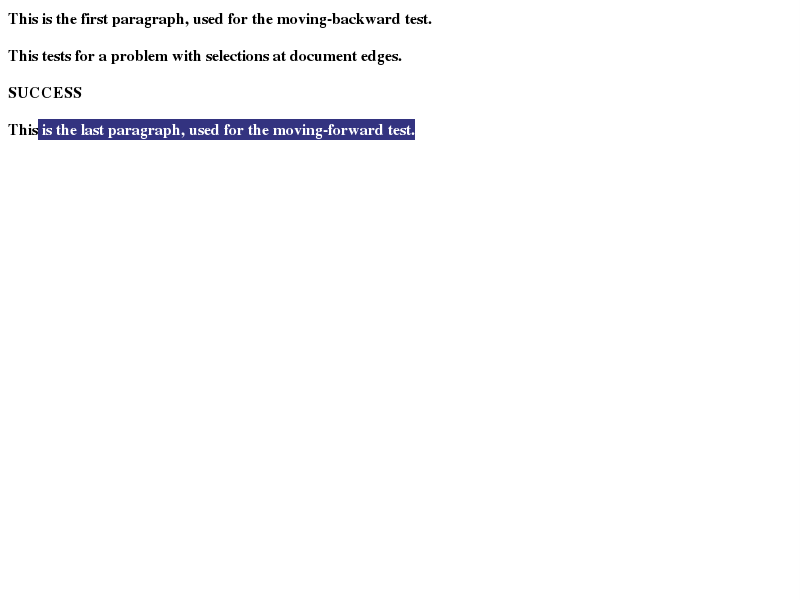 This is the first paragraph, used for the moving-backward test.
This tests for a problem with selections at document edges.
SUCCESS
This is the last paragraph, used for the moving-forward test.